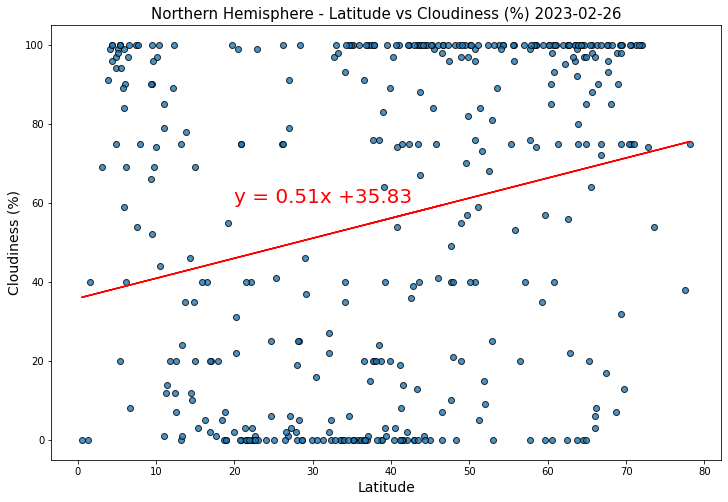 Northern Hemisphere - Latitude vs Cloudiness (%) 2023-02-26
100
80
60
40
20
0
Cloudiness (%)
y = 0.51x +35.83
0 10 20 30 40 50 60 70 80
Latitude